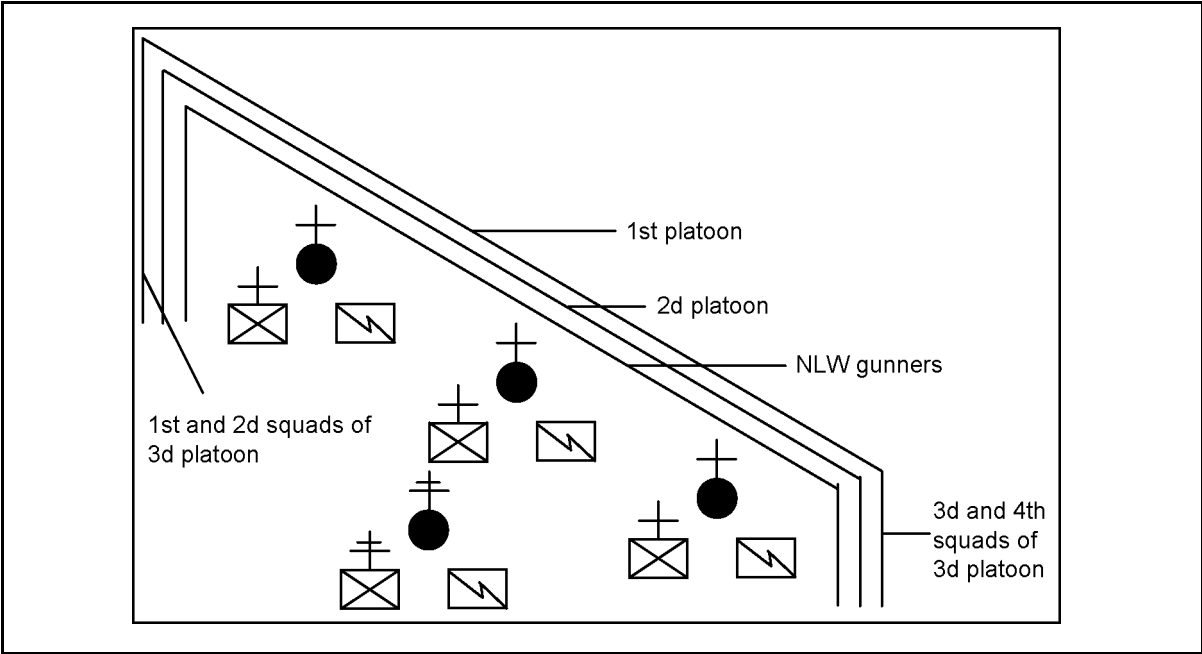 1st platoon
2d platoon
NLW gunners
1st and 2d squads of
3d platoon
3d and 4th
squads of
3d platoon